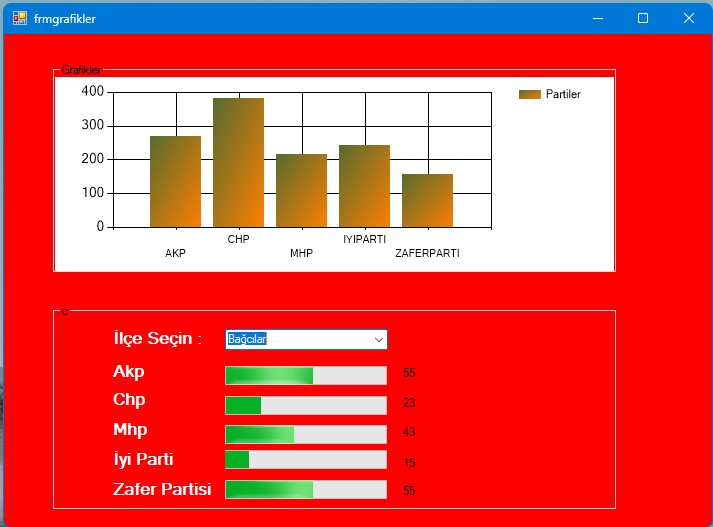 frmgrafikler
Grafikler
400
300
200
100
0
Partiler
CHP
IYIPARTI
AKP
MHP
ZAFERPARTI
c
İlçe Seçin :
Bağcılar
Akp
55
Chp
23
Mhp
43
İyi Parti
15
Zafer Partisi
55